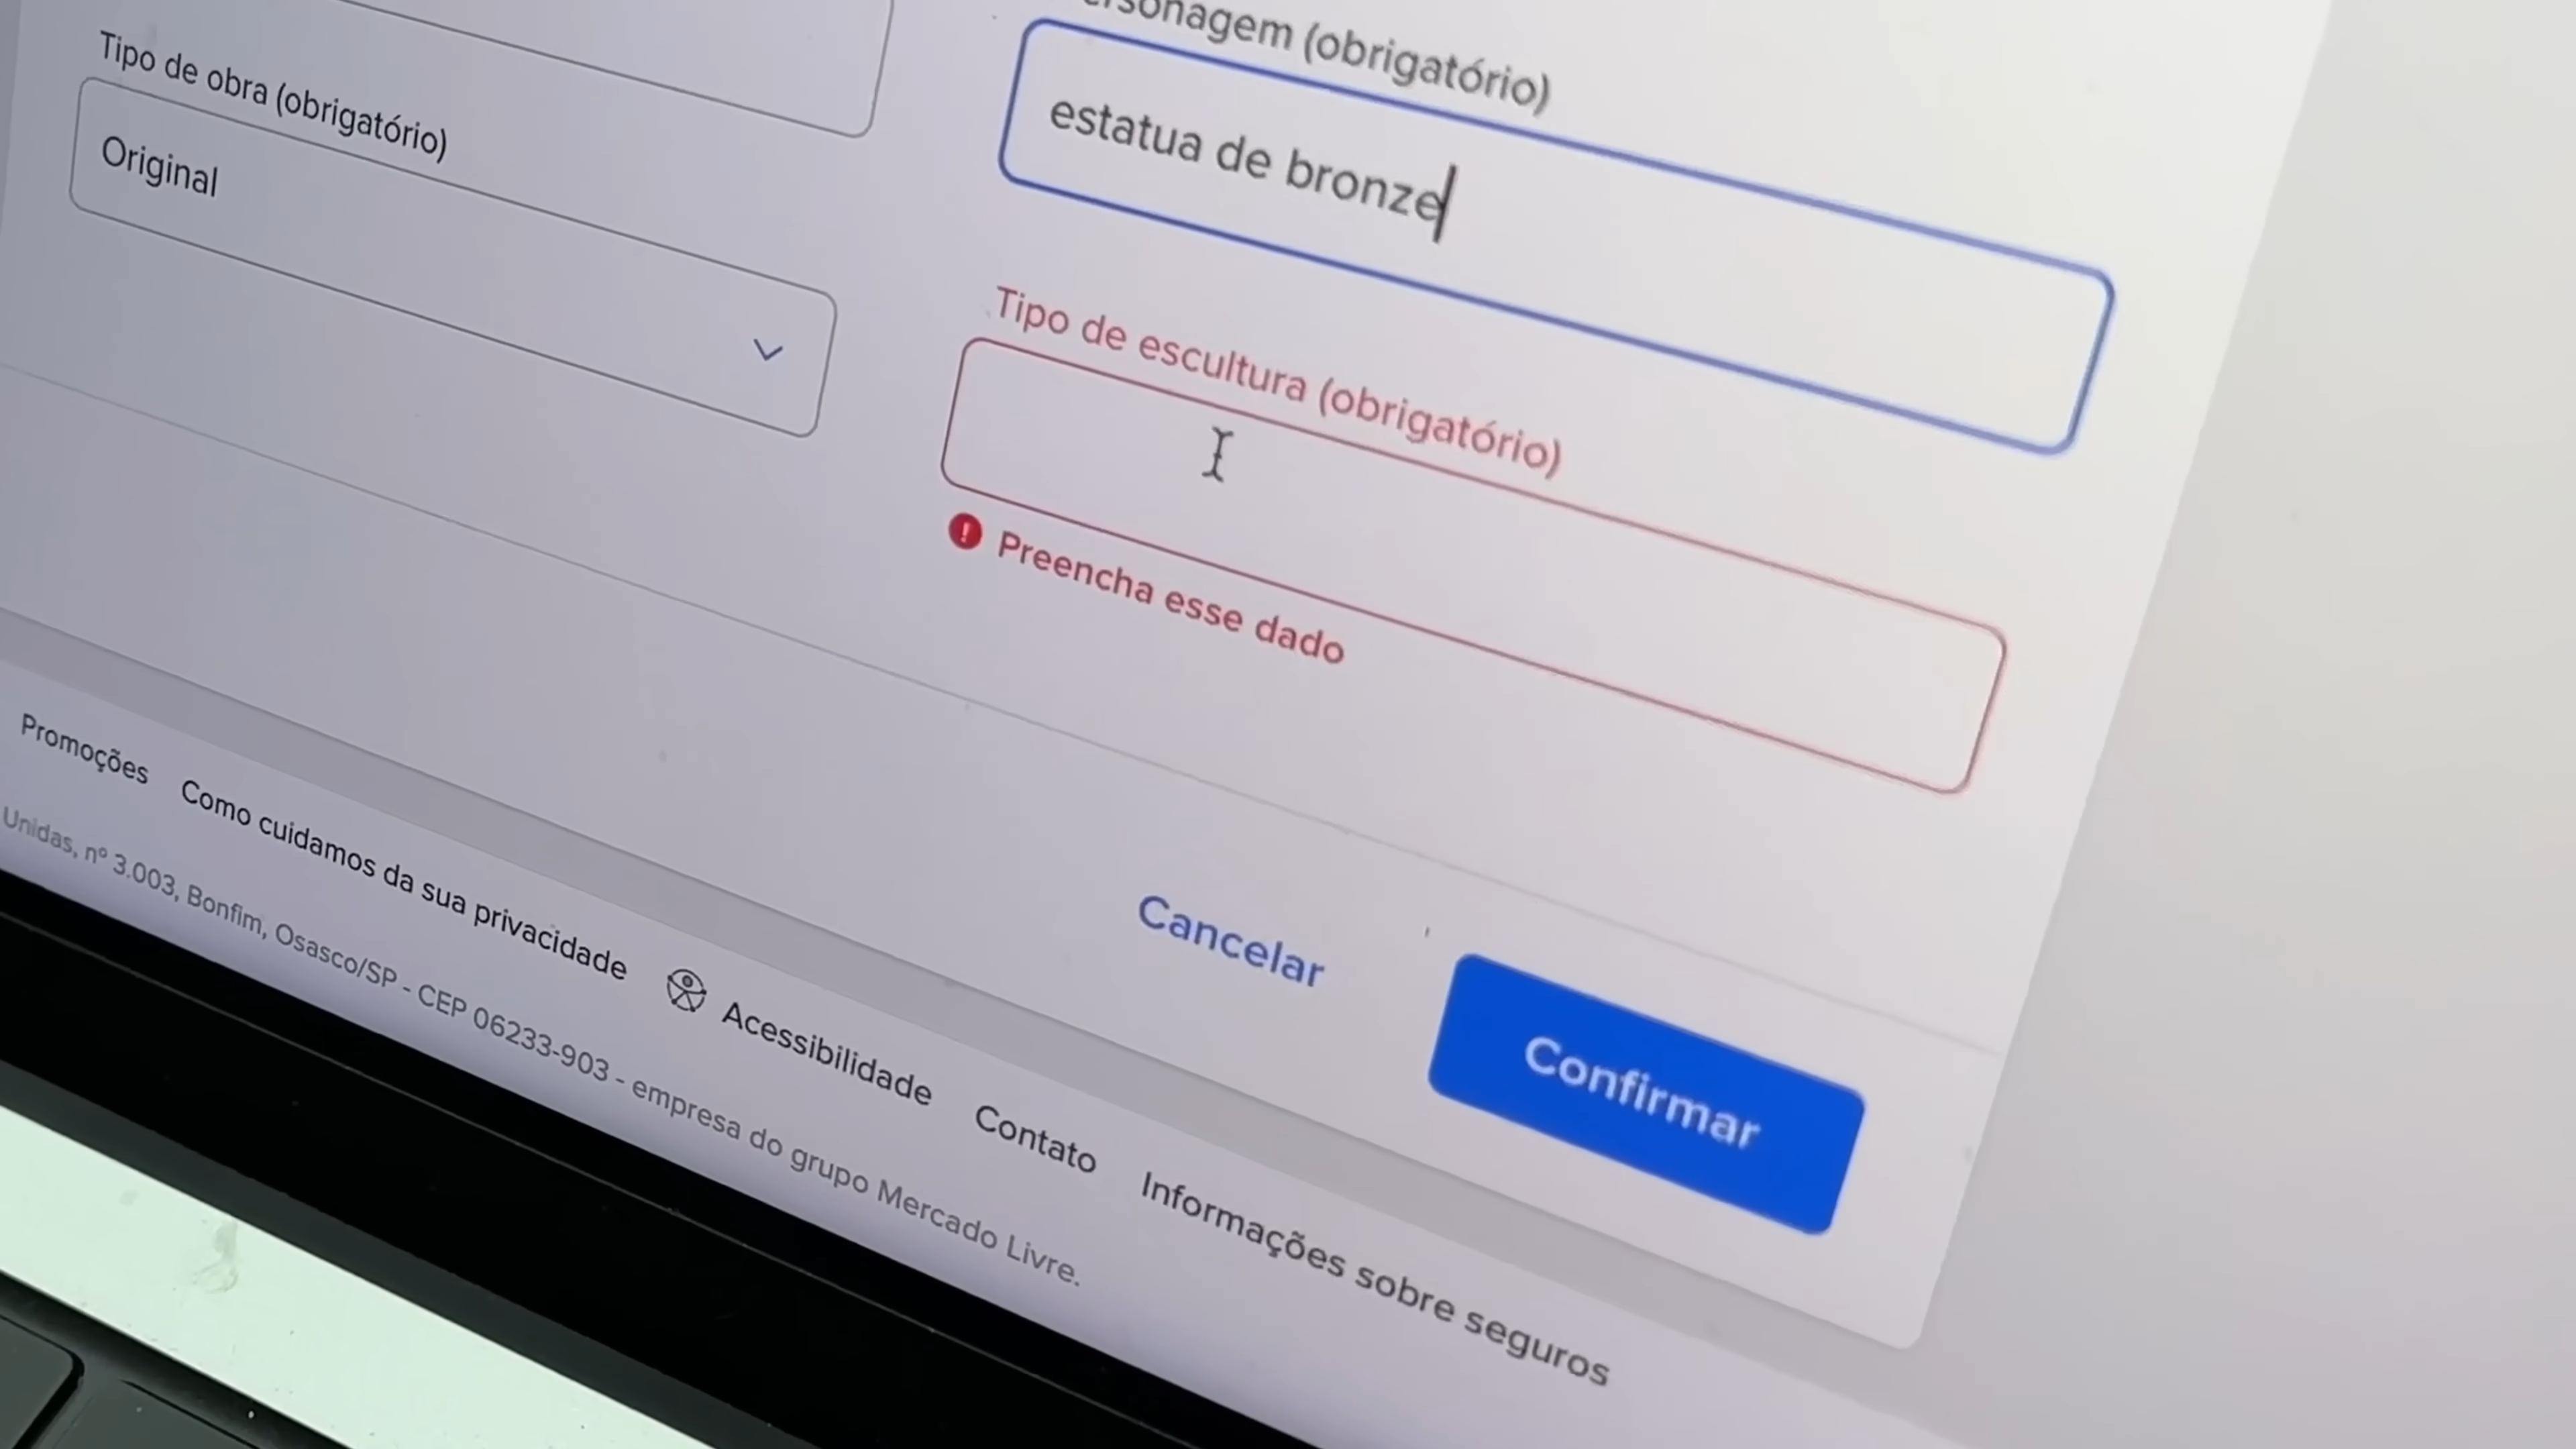 (obrigatório)
estatua de bronze
Tipo de obra (obrigatório)
Original
Tipo de escultura (obrigatório)
Preencha esse dado
Cancelar
Confirmar
Promoções Como cuidamos da sua privacidade Acessibilidade Contato Informações sobre seguros
Unidas, nº 3.003, Bonfim, Osasco/SP - CEP 06233-903 - empresa do grupo Mercado Livre.